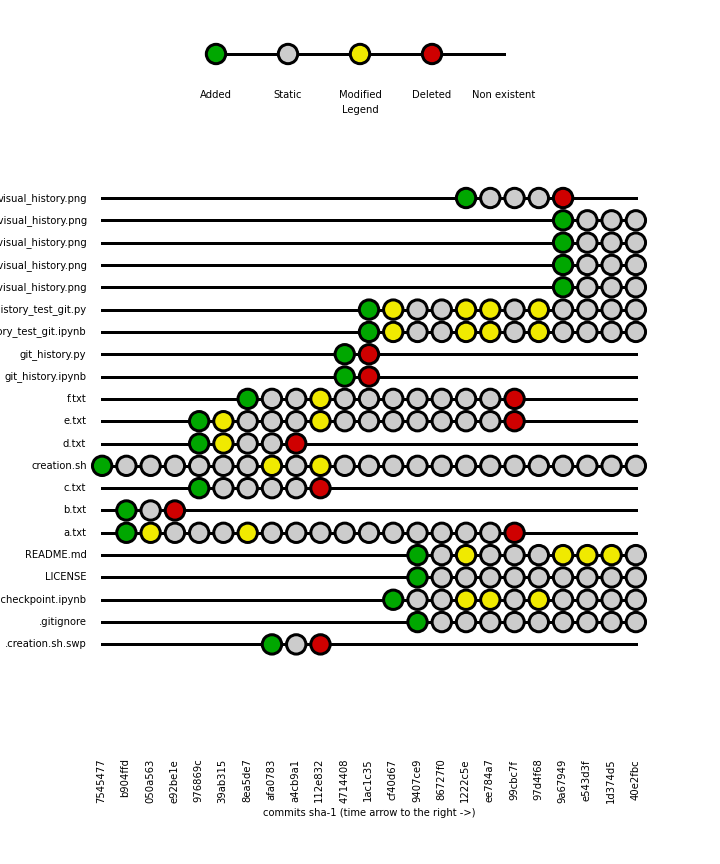 Added Static Modified Deleted Non existent
Legend
visual_history.png
visual_history.png
visual_history.png
visual_history.png
visual_history.png
istory_test_git.py
ory_test_git.ipynb
git_history.py
git_history.ipynb
f.txt
e.txt
d.txt
creation.sh
c.txt
b.txt
a.txt
README.md
LICENSE
checkpoint.ipynb
.gitignore
.creation.sh.swp
7545477
b904ffd
050a563
e92be1e
976869c
39ab315
8ea5de7
afa0783
a4cb9a1
112e832
4714408
1ac1c35
cf40d67
9407ce9
86727f0
1222c5e
ee784a7
99cbc7f
97d4f68
9a67949
e543d3f
1d374d5
40e2fbc
commits sha-1 (time arrow to the right ->)